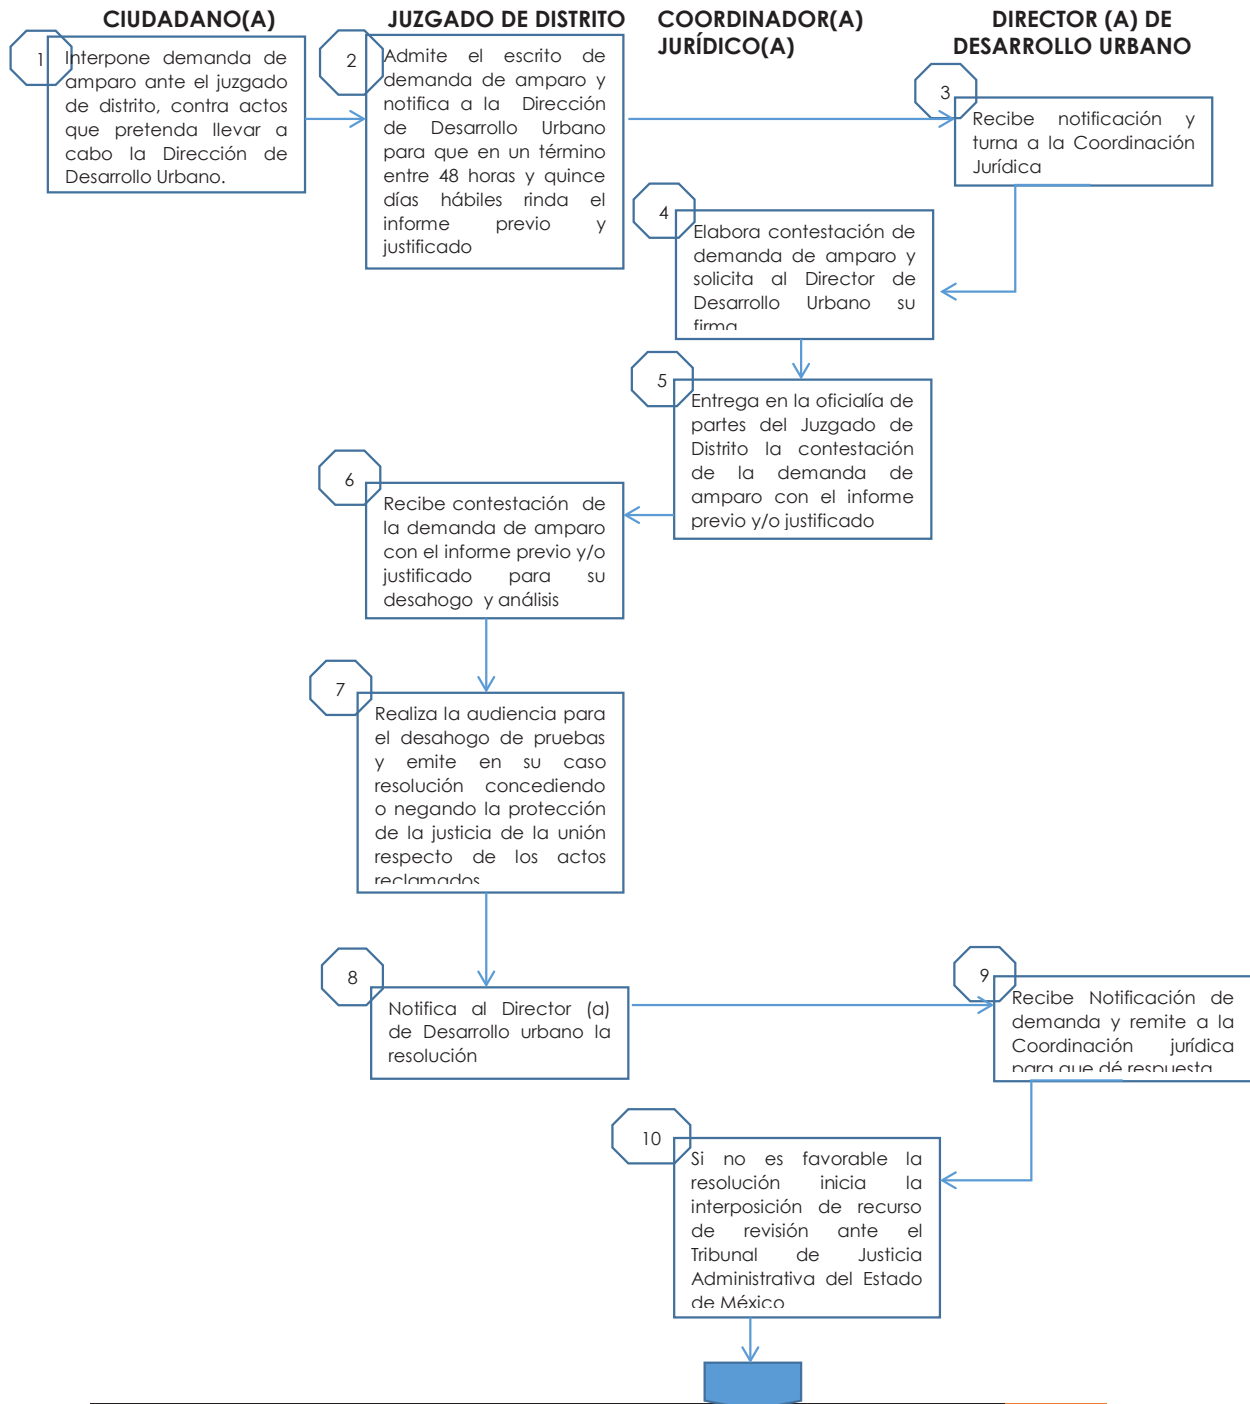 CIUDADANO(A)
JUZGADO DE DISTRITO
COORDINADOR(A)
JURÍDICO(A)
DIRECTOR (A) DE
DESARROLLO URBANO
1
Interpone demanda de
amparo ante el juzgado
de distrito, contra actos
que pretenda llevar a
cabo la Dirección de
Desarrollo Urbano.
2
Admite el escrito de
demanda de amparo y
notifica a la Dirección
de Desarrollo Urbano
para que en un término
entre 48 horas y quince
días hábiles rinda el
informe previo y
justificado
3
Recibe notificación y
turna a la Coordinación
Jurídica
4
Elabora contestación de
demanda de amparo y
solicita al Director de
Desarrollo Urbano su
firma
5
Entrega en la oficialía de
partes del Juzgado de
Distrito la contestación
de la demanda de
amparo con el informe
previo y/o justificado
6
Recibe contestación de
la demanda de amparo
con el informe previo y/o
justificado para su
desahogo y análisis
7
Realiza la audiencia para
el desahogo de pruebas
y emite en su caso
resolución concediendo
o negando la protección
de la justicia de la unión
respecto de los actos
reclamados
8
Notifica al Director (a)
de Desarrollo urbano la
resolución
9
Recibe Notificación de
demanda y remite a la
Coordinación jurídica
para que dé respuesta
10
Si no es favorable la
resolución inicia la
interposición de recurso
de revisión ante el
Tribunal de Justicia
Administrativa del Estado
de México